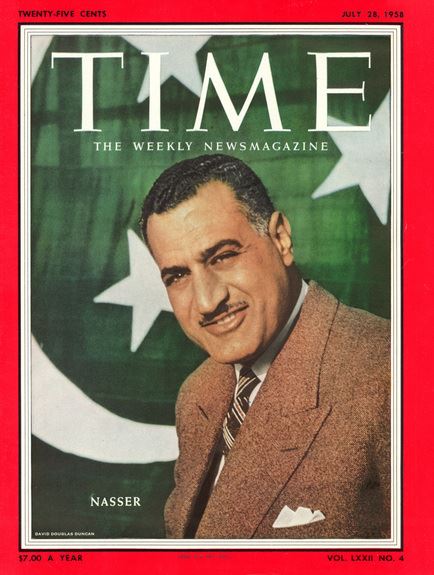 TWENTY-FIVE CENTS JULY 28, 1958
TIME
THE WEEKLY NEWSMAGAZINE
NASSER
DAVID DOUGLAS DUNCAN
$7.00 A YEAR VOL. LXXII NO. 4